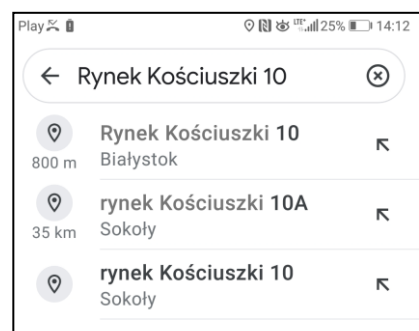 Play 25% 14:12
Rynek Kościuszki 10
Rynek Kościuszki 10
800 m Białystok
rynek Kościuszki 10A
35 km Sokoły
rynek Kościuszki 10
Sokoły